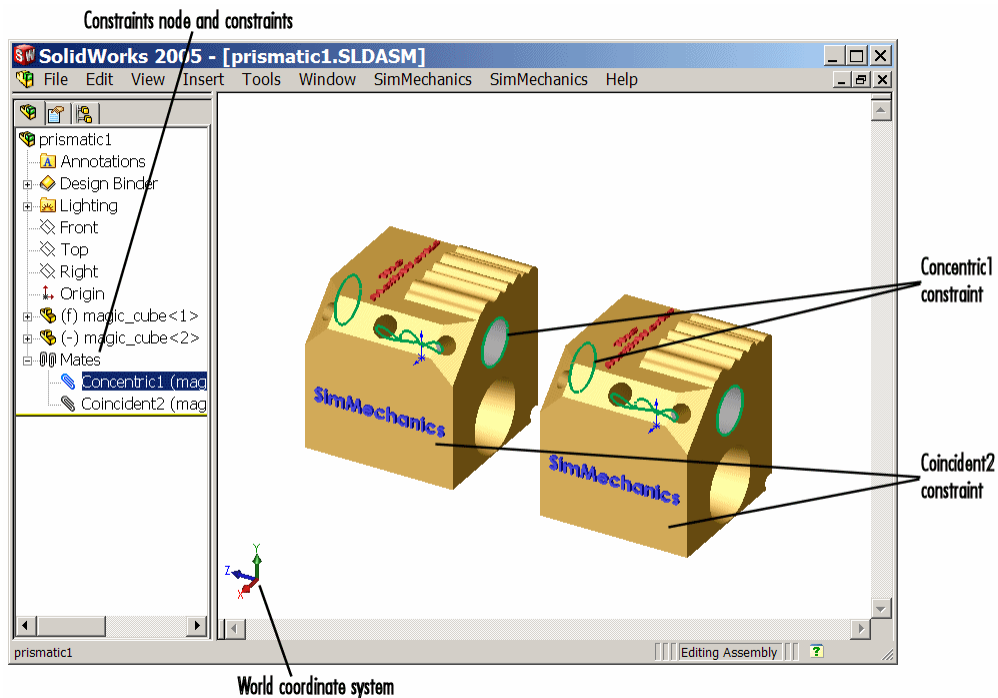 Constraints node and constraints
SolidWorks 2005 - [prismatic1.SLDASM]
File Edit View Insert Tools Window SimMechanics SimMechanics Help
prismatic1
A Annotations
Design Binder
Lighting
Front
Top
Right
Origin
(f) magic_cube<1>
(-) magic_cube<2>
Mates
Concentric1 (mag
Coincident2 (mag
SimMechanics
SimMechanics
Concentric1
constraint
Coincident2
constraint
Y
Z
X
prismatic1
Editing Assembly
?
World coordinate system